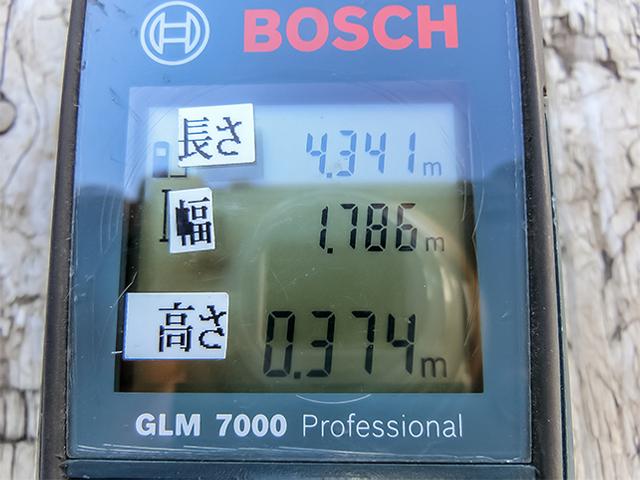 BOSCH
長さ 4.341 m
幅 1.786 m
高さ 0.374 m
GLM 7000 Professional